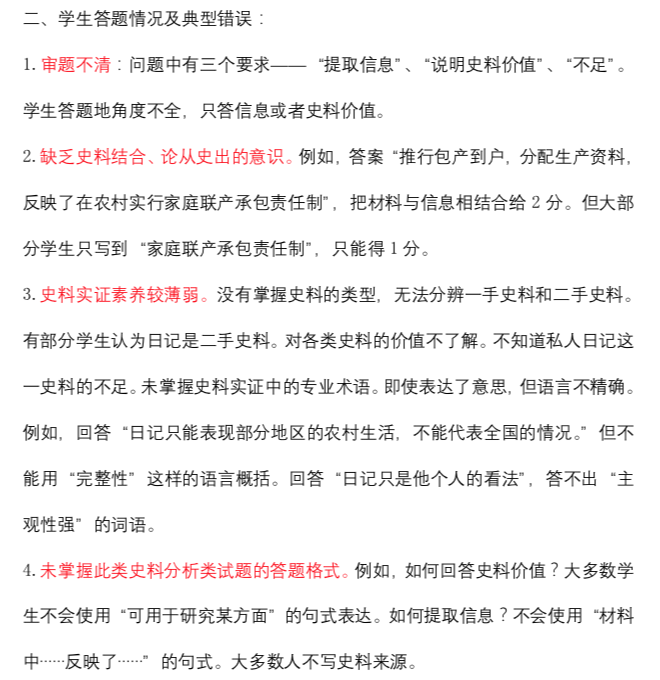 二、学生答题情况及典型错误：
1. 审题不清：问题中有三个要求——“提取信息”、“说明史料价值”、“不足”。
学生答题地角度不全，只答信息或者史料价值。
2. 缺乏史料结合、论从史出的意识。例如，答案“推行包产到户，分配生产资料，
反映了在农村实行家庭联产承包责任制”，把材料与信息相结合给 2 分。但大部
分学生只写到“家庭联产承包责任制”，只能得 1 分。
3. 史料实证素养较薄弱。没有掌握史料的类型，无法分辨一手史料和二手史料。
有部分学生认为日记是二手史料。对各类史料的价值不了解。不知道私人日记这
一史料的不足。未掌握史料实证中的专业术语。即使表达了意思，但语言不精确。
例如，回答“日记只能表现部分地区的农村生活，不能代表全国的情况。”但不
能用“完整性”这样的语言概括。回答“日记只是他个人的看法”，答不出“主
观性强”的词语。
4. 未掌握此类史料分析类试题的答题格式。例如，如何回答史料价值？大多数学
生不会使用“可用于研究某方面”的句式表达。如何提取信息？不会使用“材料
中……反映了……”的句式。大多数人不写史料来源。